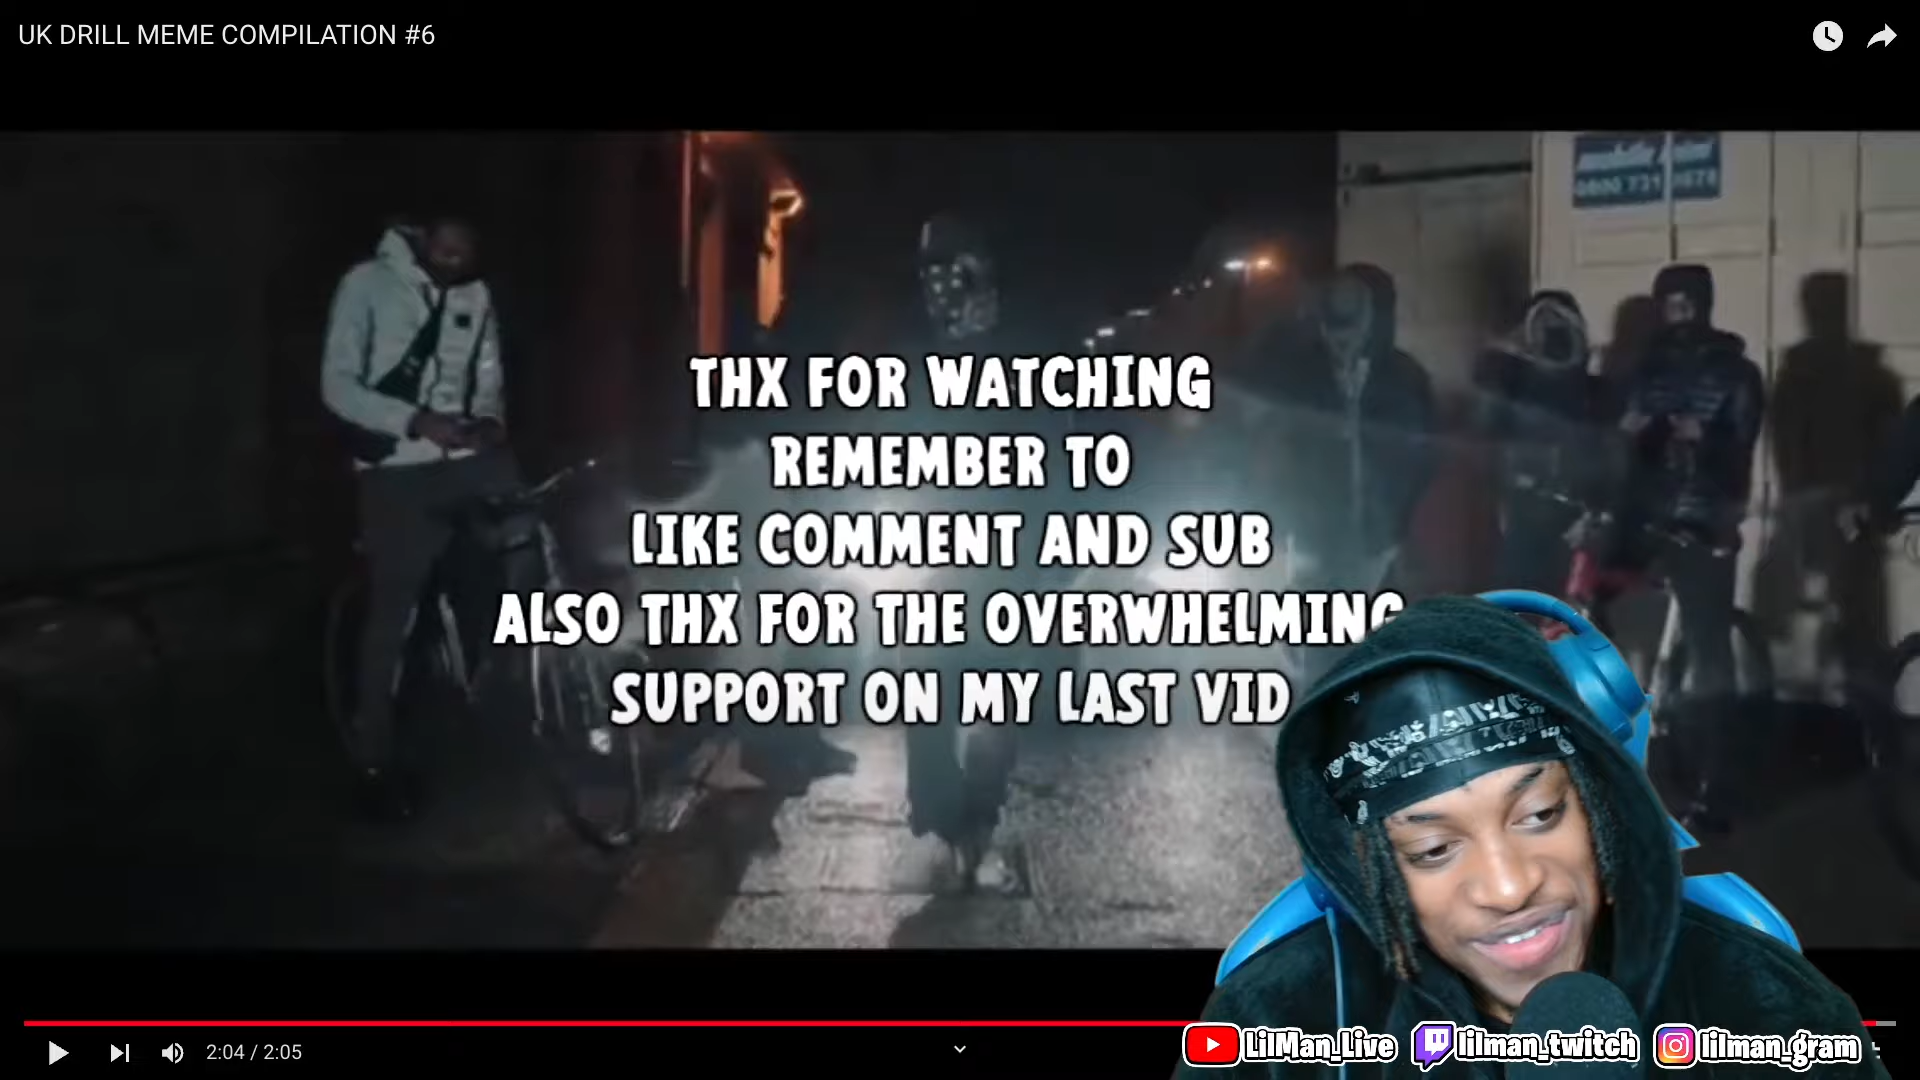 UK DRILL MEME COMPILATION #6
THX FOR WATCHING
REMEMBER TO
LIKE COMMENT AND SUB
ALSO THX FOR THE OVERWHELMING
SUPPORT ON MY LAST VID
2:04 / 2:05
LilMan_Live
lilman_twitch
lilman_gram